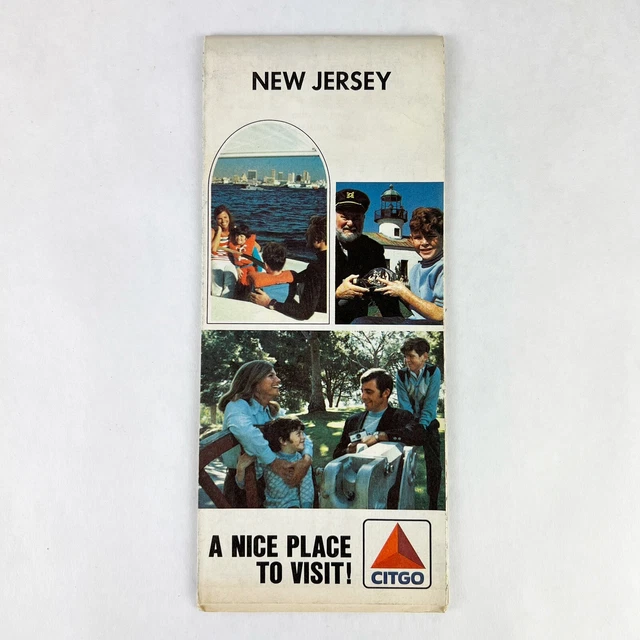 NEW JERSEY
A NICE PLACE
TO VISIT!
CITGO